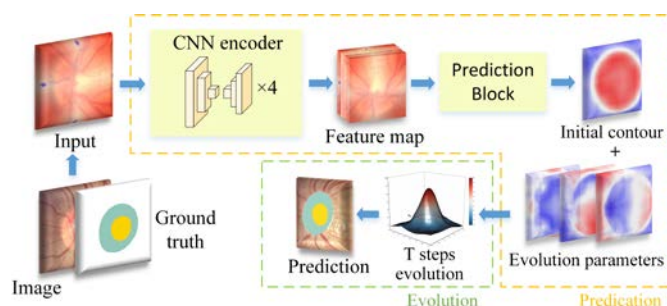 CNN encoder
×4
Input
Feature map
Prediction
Block
Initial contour
+
Ground
truth
Image
Prediction
T steps
evolution
Evolution parameters
Evolution
Predication